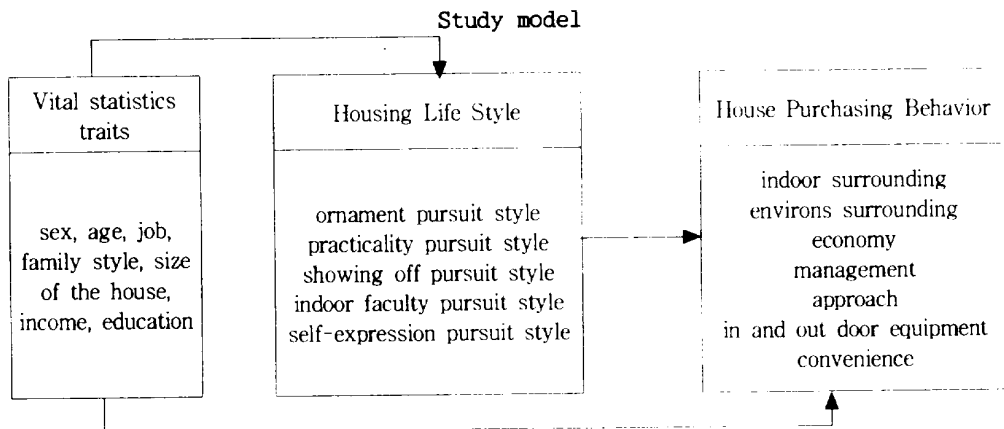 Study model
Vital statistics
traits
sex, age, job,
family style, size
of the house,
income, education
Housing Life Style
ornament pursuit style
practicality pursuit style
showing off pursuit style
indoor faculty pursuit style
self-expression pursuit style
House Purchasing Behavior
indoor surrounding
environs surrounding
economy
management
approach
in and out door equipment
convenience